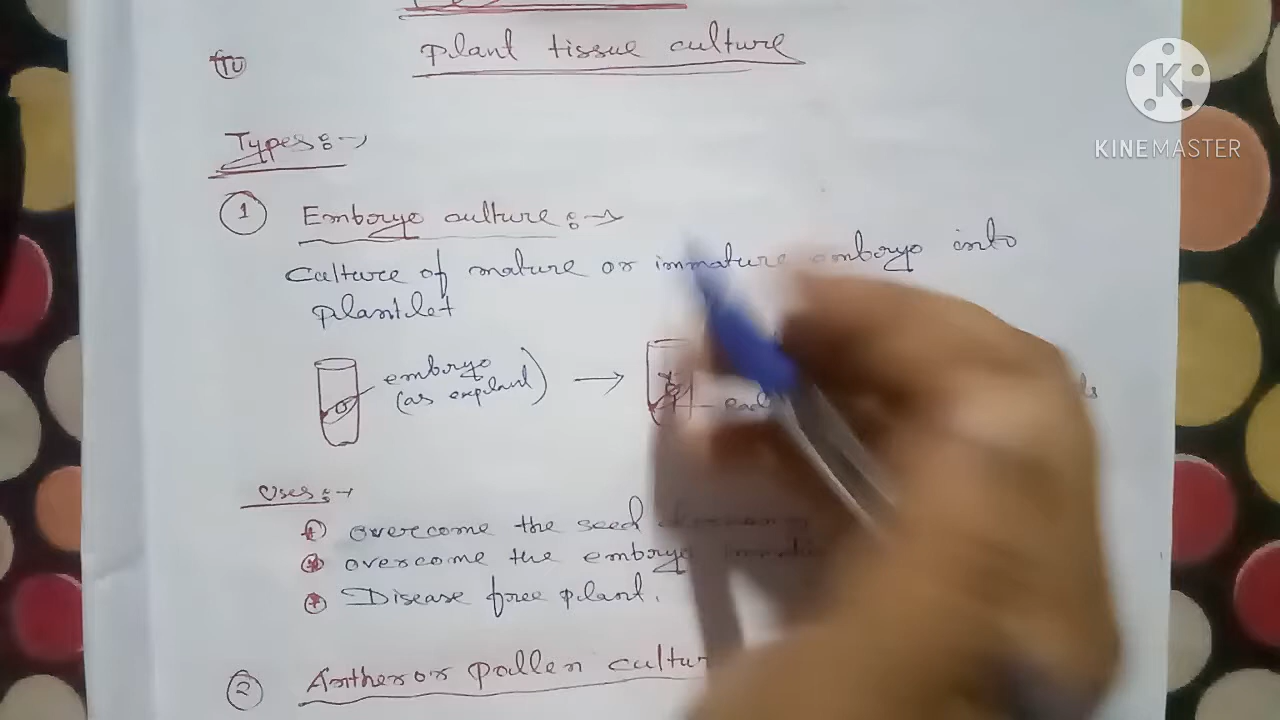 plant tissue culture
Types:→
① Embryo culture:→
Culture of mature or immature embryo into
plantlet
embryo
(as explant) →
Uses:→
overcome the seed
overcome the embryo
Disease free plant.
② Anther or pollen cultur
K
KINEMASTER